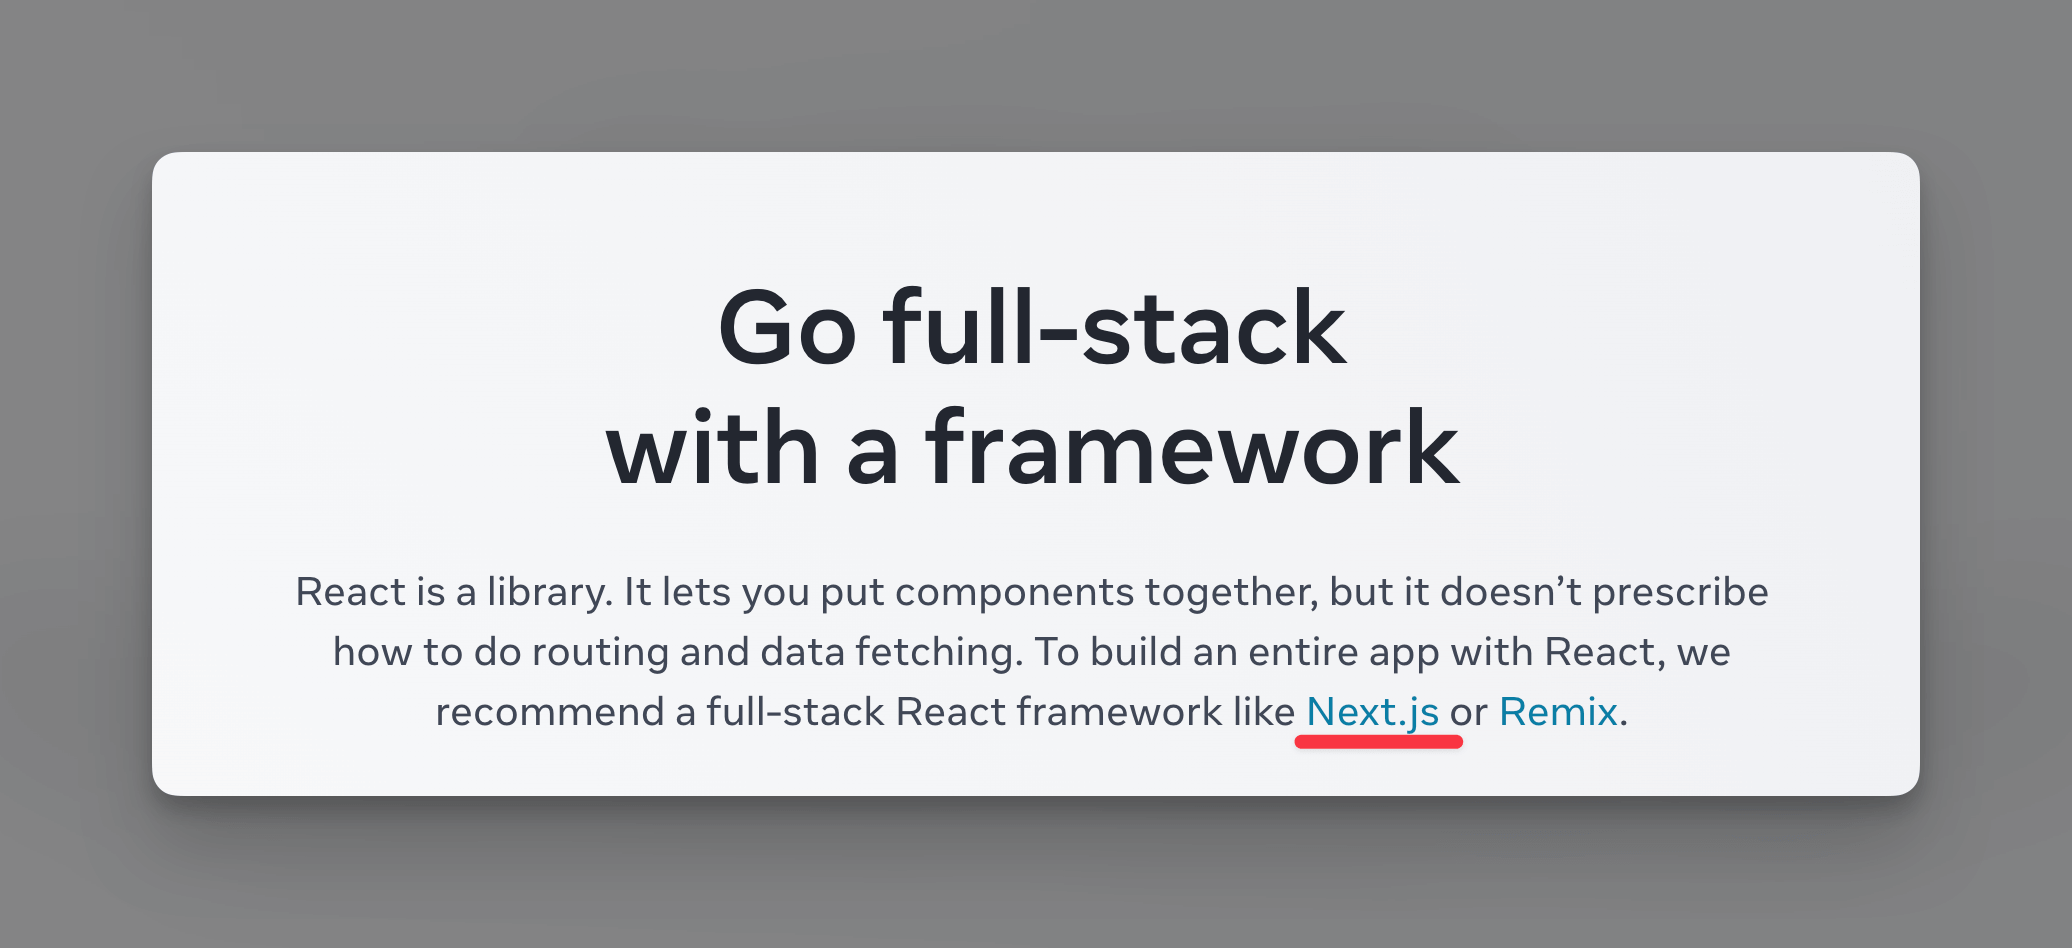 Go full-stack
with a framework
React is a library. It lets you put components together, but it doesn’t prescribe
how to do routing and data fetching. To build an entire app with React, we
recommend a full-stack React framework like Next.js or Remix.